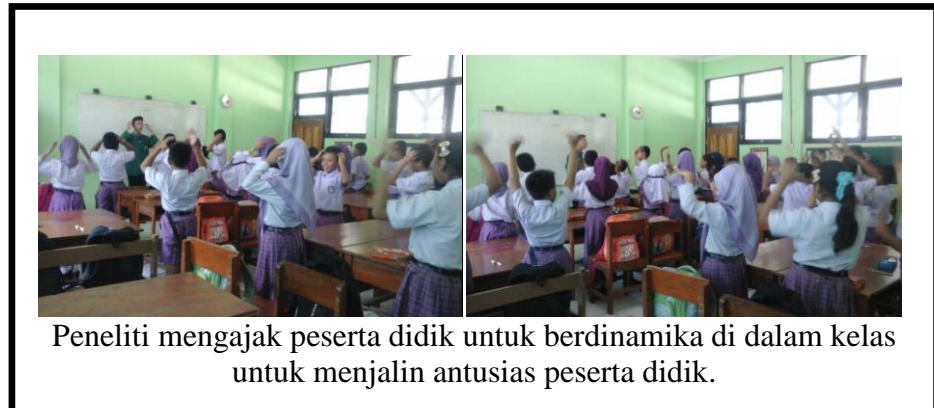 Peneliti mengajak peserta didik untuk berdinamika di dalam kelas
untuk menjalin antusias peserta didik.